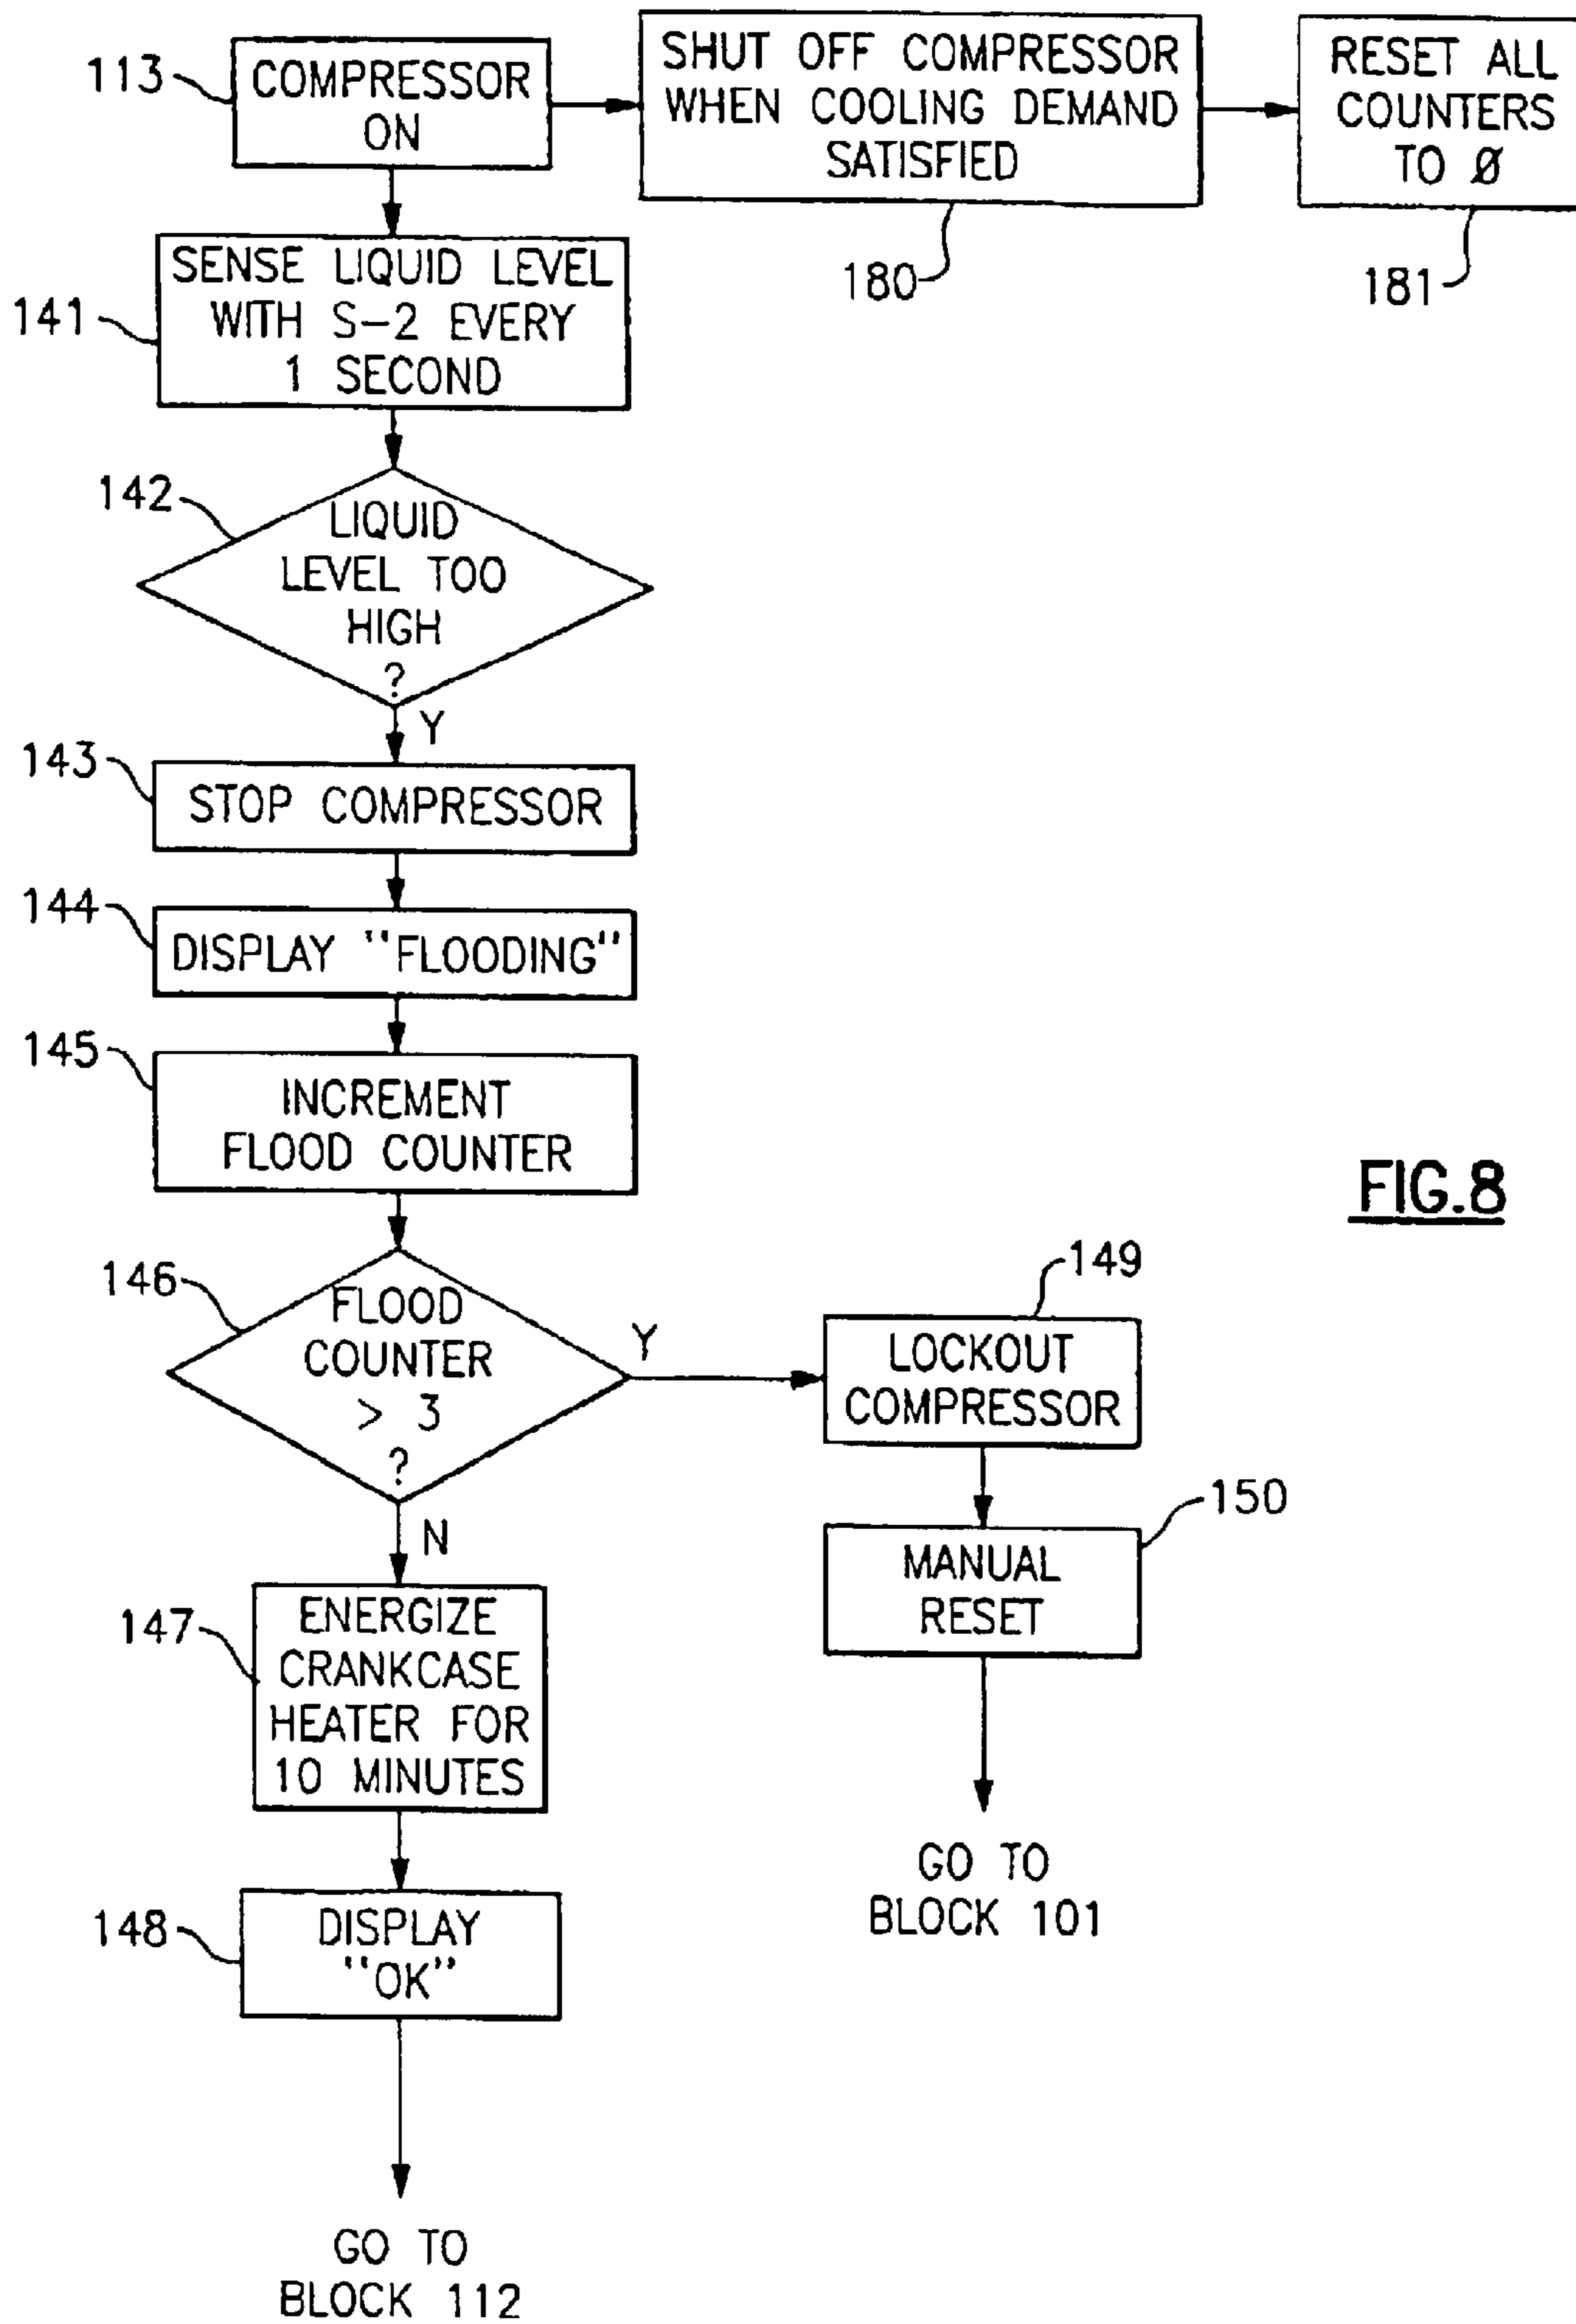 113
COMPRESSOR
ON
SHUT OFF COMPRESSOR
WHEN COOLING DEMAND
SATISFIED
180
RESET ALL
COUNTERS
TO Ø
181
141
SENSE LIQUID LEVEL
WITH S-2 EVERY
1 SECOND
142
LIQUID
LEVEL TOO
HIGH
?
Y
143
STOP COMPRESSOR
144
DISPLAY "FLOODING"
145
INCREMENT
FLOOD COUNTER
FIG.8
146
FLOOD
COUNTER
> 3
?
Y
149
LOCKOUT
COMPRESSOR
150
MANUAL
RESET
GO TO
BLOCK 101
N
147
ENERGIZE
CRANKCASE
HEATER FOR
10 MINUTES
148
DISPLAY
"OK"
GO TO
BLOCK 112